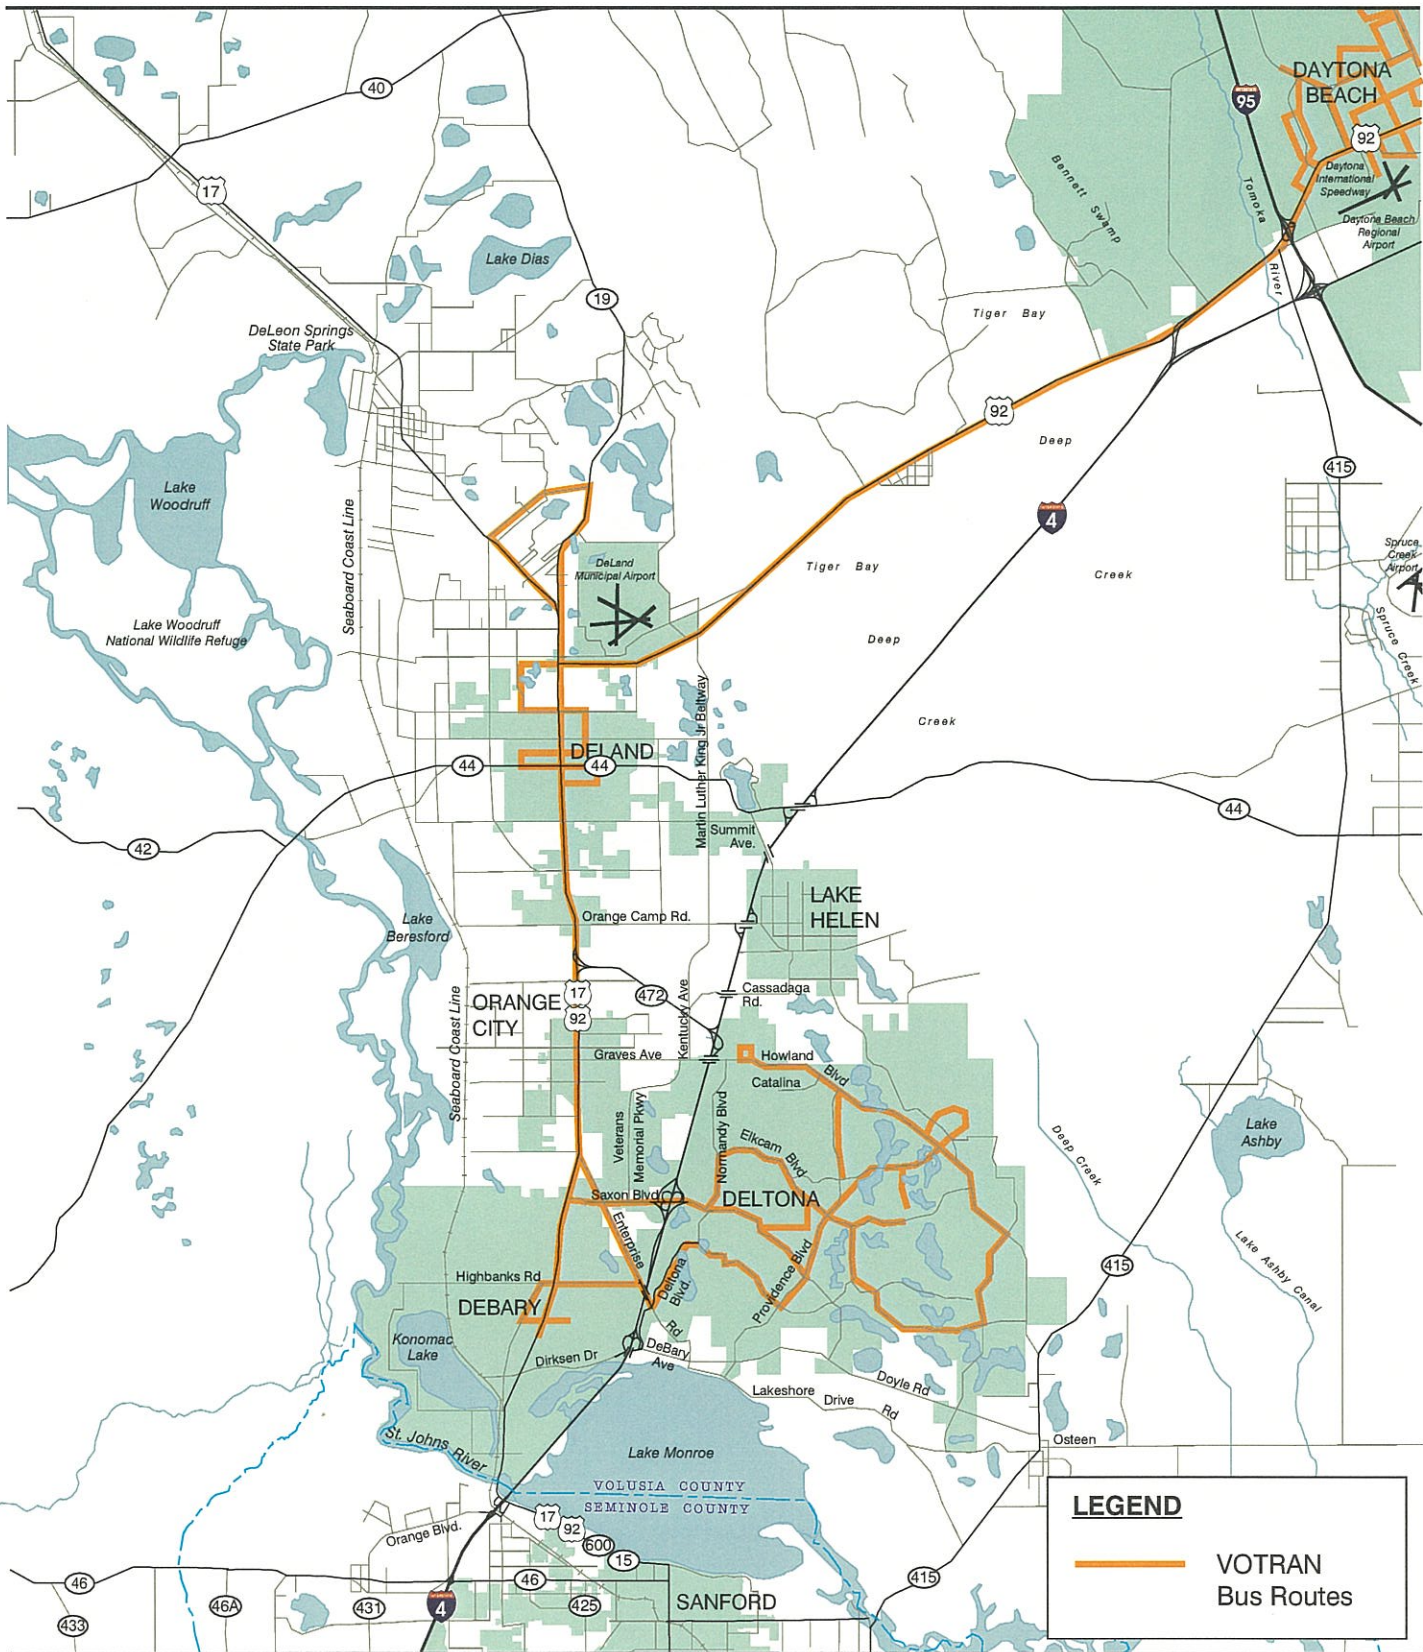 DAYTONA
BEACH
40
95
92
17
Bennett Swamp
Tomoka
River
Daytona
International
Speedway
Daytona Beach
Regional
Airport
Lake Dias
19
Tiger Bay
DeLeon Springs
State Park
92
Deep
415
Lake
Woodruff
Seaboard Coast Line
4
Spruce
Creek
Airport
DeLand
Municipal Airport
Tiger Bay
Creek
Lake Woodruff
National Wildlife Refuge
Deep
Spruce Creek
Martin Luther King Jr Beltway
Creek
DELAND
44
44
44
42
Summit
Ave.
LAKE
HELEN
Lake
Beresford
Orange Camp Rd.
Seaboard Coast Line
ORANGE
CITY
17
92
472
Kentucky Ave
Cassadaga
Rd.
Graves Ave
Howland
Blvd
Catalina
Veterans
Memorial Pkwy
Normandy Blvd
Elkcam Blvd
Deep Creek
Lake
Ashby
Saxon Blvd
DELTONA
Enterprise
Rd
Lake Ashby Canal
415
Highbanks Rd
Deltona
Blvd.
Providence Blvd
DEBARY
Konomac
Lake
Dirksen Dr
DeBary
Ave
Doyle Rd
Lakeshore Drive
Rd
St. Johns River
Lake Monroe
Osteen
VOLUSIA COUNTY
SEMINOLE COUNTY
LEGEND
VOTRAN
Bus Routes
Orange Blvd.
17
92
600
15
46
46
415
46A
431
4
425
SANFORD
433